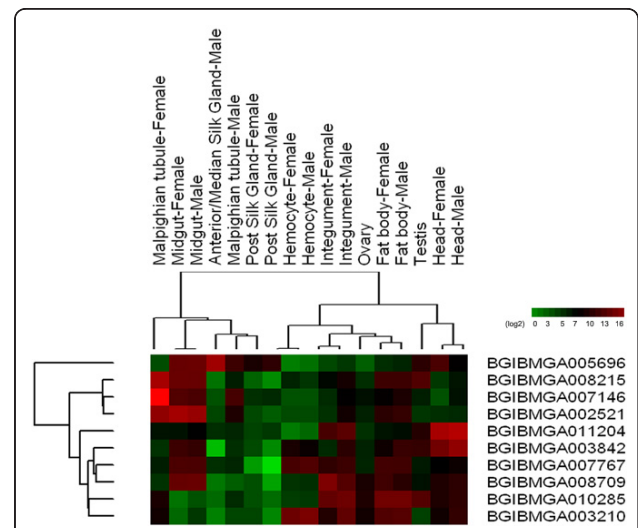 Malpighian tubule-Female
Midgut-Female
Midgut-Male
Anterior/Median Silk Gland-Male
Malpighian tubule-Male
Post Silk Gland-Female
Post Silk Gland-Male
Hemocyte-Female
Hemocyte-Male
Integument-Female
Integument-Male
Ovary
Fat body-Female
Fat body-Male
Testis
Head-Female
Head-Male
(log2) 0 3 5 7 10 13 16
BGIBMGA005696
BGIBMGA008215
BGIBMGA007146
BGIBMGA002521
BGIBMGA011204
BGIBMGA003842
BGIBMGA007767
BGIBMGA008709
BGIBMGA010285
BGIBMGA003210